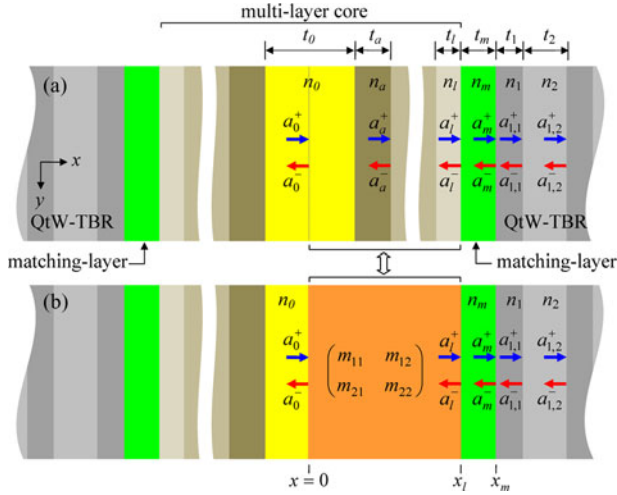 multi-layer core
t₀ tₐ tₗ tₘ t₁ t₂
(a) n₀ nₐ nₗ nₘ n₁ n₂
a₀⁺ aₐ⁺ aₗ⁺ aₘ⁺ a₁,₁⁺ a₁,₂⁺
x
a₀⁻ aₐ⁻ aₗ⁻ aₘ⁻ a₁,₁⁻ a₁,₂⁻
y
QtW-TBR QtW-TBR
matching-layer matching-layer
(b) n₀ nₘ n₁ n₂
a₀⁺ m₁₁ m₁₂ aₗ⁺ aₘ⁺ a₁,₁⁺ a₁,₂⁺
a₀⁻ m₂₁ m₂₂ aₗ⁻ aₘ⁻ a₁,₁⁻ a₁,₂⁻
x = 0 xₗ xₘ